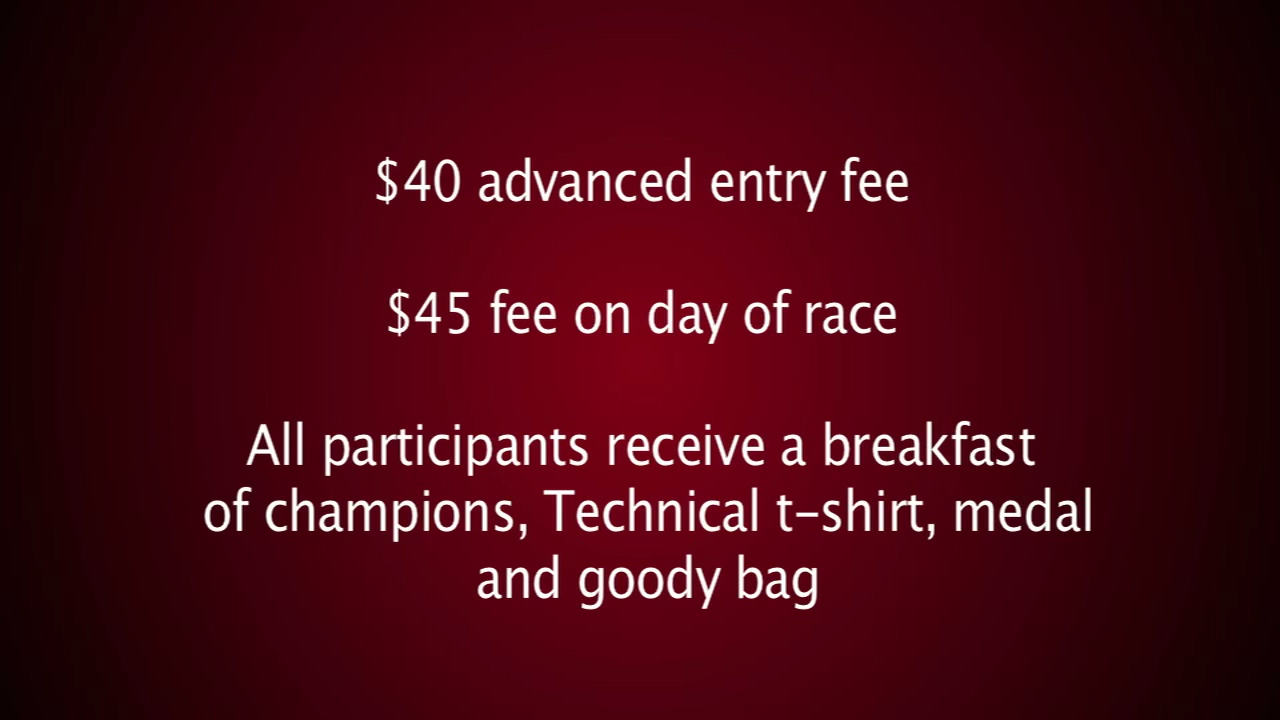 $40 advanced entry fee
$45 fee on day of race
All participants receive a breakfast
of champions, Technical t-shirt, medal
and goody bag